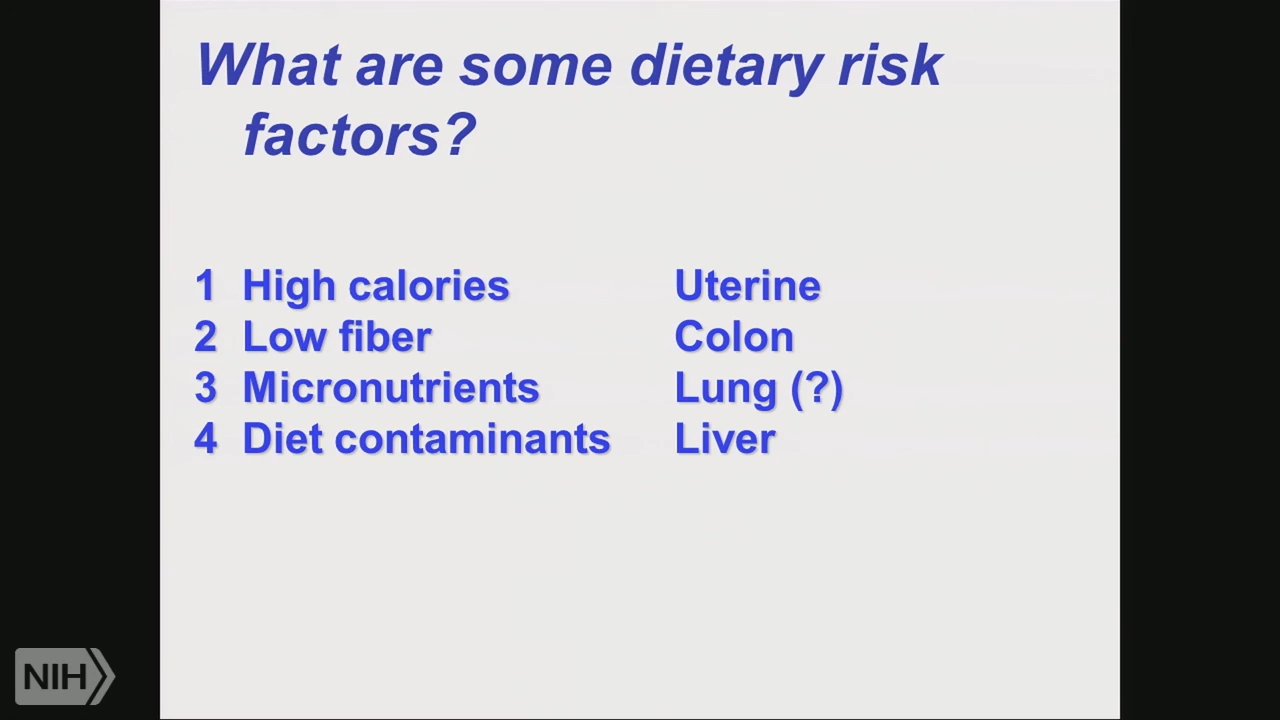 What are some dietary risk
factors?
1 High calories Uterine
2 Low fiber Colon
3 Micronutrients Lung (?)
4 Diet contaminants Liver
NIH